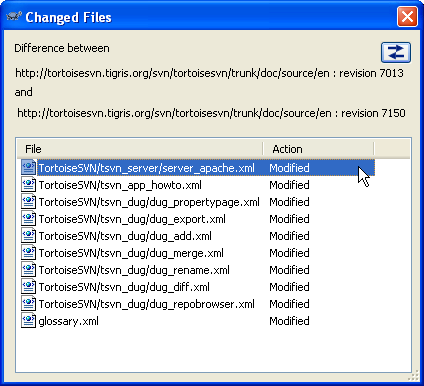 Changed Files
Difference between
http://tortoisesvn.tigris.org/svn/tortoisesvn/trunk/doc/source/en : revision 7013
and
http://tortoisesvn.tigris.org/svn/tortoisesvn/trunk/doc/source/en : revision 7150
File Action
TortoiseSVN/tsvn_server/server_apache.xml Modified
TortoiseSVN/tsvn_app_howto.xml Modified
TortoiseSVN/tsvn_dug/dug_propertypage.xml Modified
TortoiseSVN/tsvn_dug/dug_export.xml Modified
TortoiseSVN/tsvn_dug/dug_add.xml Modified
TortoiseSVN/tsvn_dug/dug_merge.xml Modified
TortoiseSVN/tsvn_dug/dug_rename.xml Modified
TortoiseSVN/tsvn_dug/dug_diff.xml Modified
TortoiseSVN/tsvn_dug/dug_repobrowser.xml Modified
glossary.xml Modified